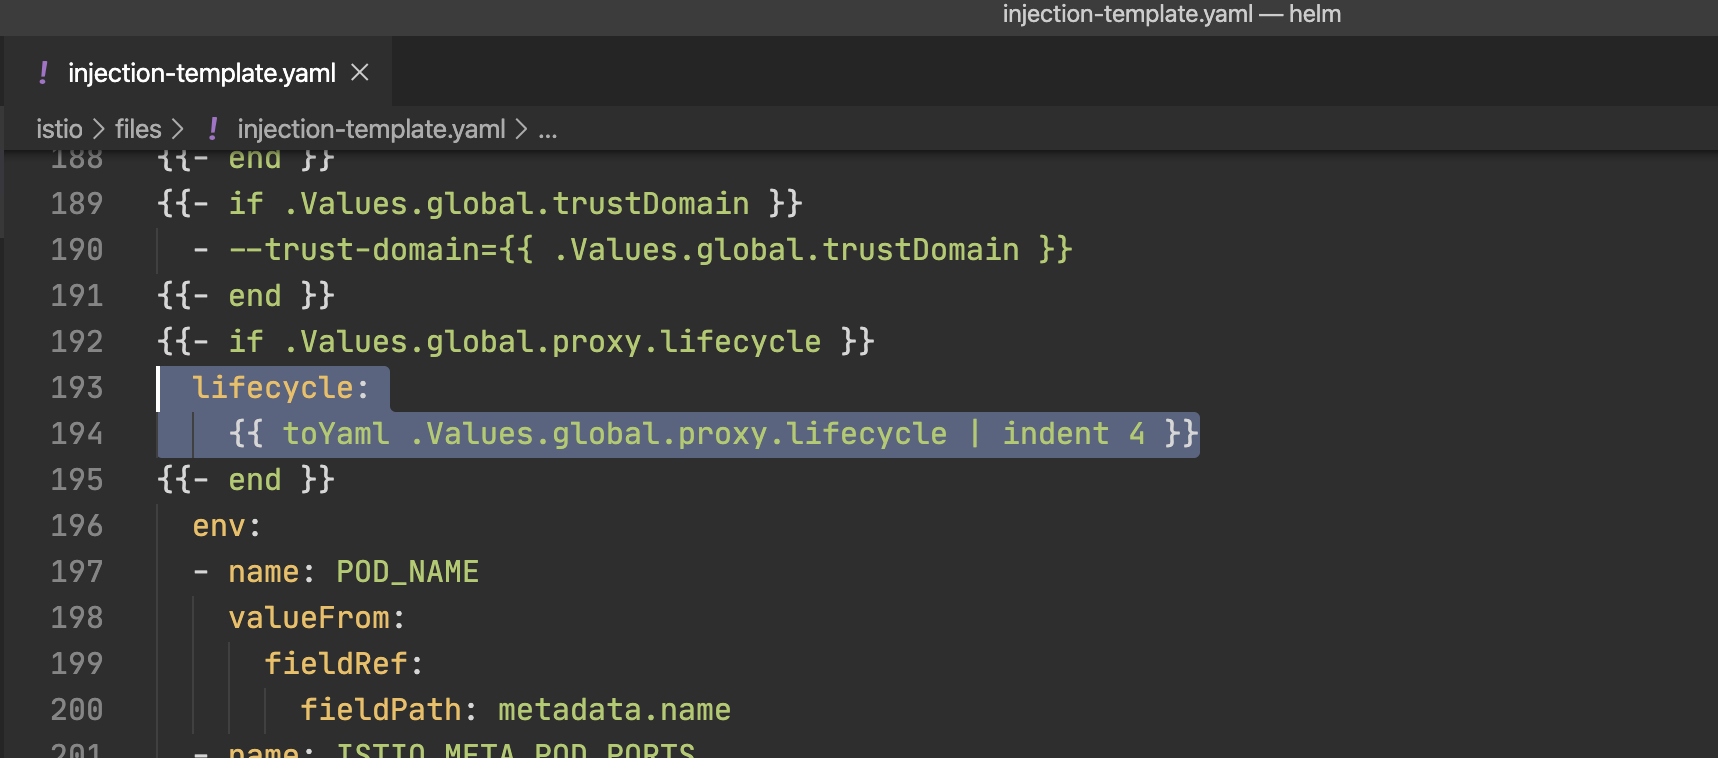 injection-template.yaml — helm
! injection-template.yaml ×
istio > files > ! injection-template.yaml > ...
188 {{- end }}
189 {{- if .Values.global.trustDomain }}
190   - --trust-domain={{ .Values.global.trustDomain }}
191 {{- end }}
192 {{- if .Values.global.proxy.lifecycle }}
193   lifecycle:
194     {{ toYaml .Values.global.proxy.lifecycle | indent 4 }}
195 {{- end }}
196   env:
197   - name: POD_NAME
198     valueFrom:
199       fieldRef:
200         fieldPath: metadata.name
201   - name: ISTIO_META_POD_PORTS